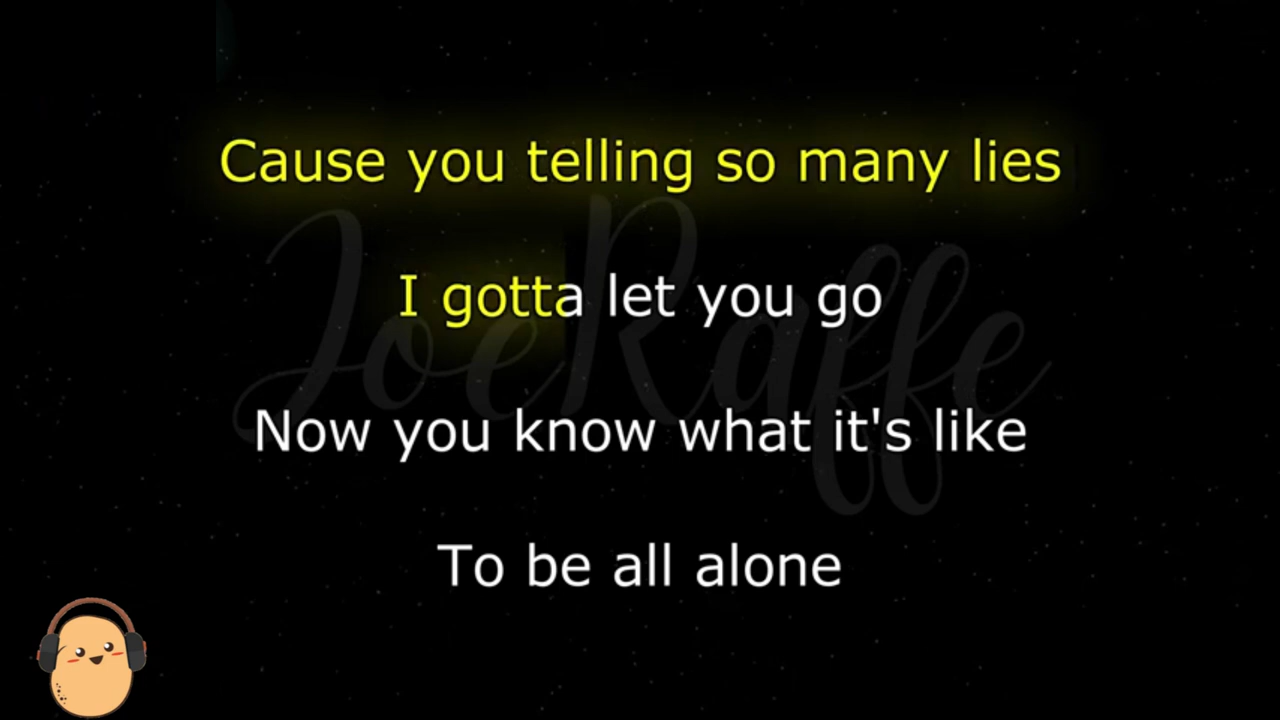 Cause you telling so many lies
I gotta let you go
JoeRaffe
Now you know what it's like
To be all alone